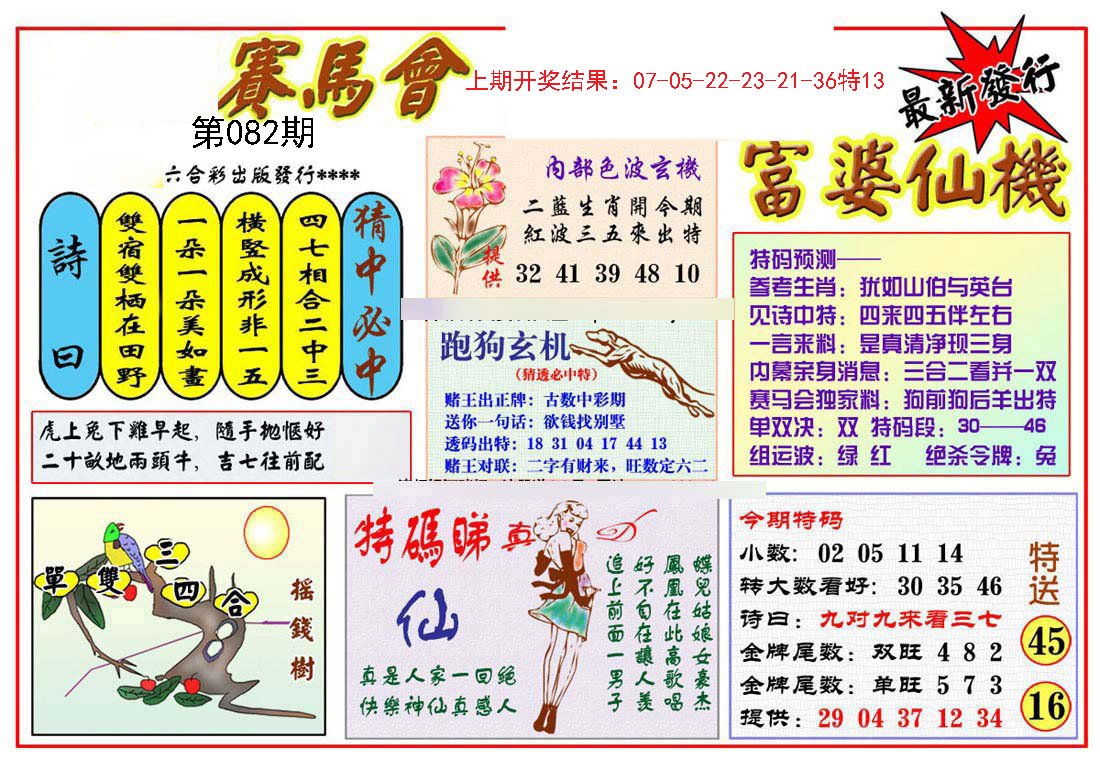 賽馬會
上期开奖结果：07-05-22-23-21-36特13
最新發行
第082期
六合彩出版發行****
富婆仙機
詩曰
雙宿雙栖在田野
一朵一朵美如畫
橫竪成形非一五
四七相合二中三
猜中必中
虎上兔下雞早起，隨手抛惬好
二十畝地兩頭牛，吉七往前配
內部色波玄機
二藍生肖開今期
紅波三五來出特
提供
32 41 39 48 10
跑狗玄机
（猜透必中特）
赌王出正牌：古数中彩期
送你一句话：欲钱找别墅
透码出特：18 31 04 17 44 13
赌王对联：二字有财来，旺数定六二
特码预测——
参考生肖：犹如山伯与英台
见诗中特：四来四五伴左右
一言来料：是真清净现三身
内幕亲身消息：三合二看并一双
赛马会独家料：狗前狗后羊出特
单双决：双 特码段：30——46
组运波：绿 红 绝杀令牌：兔
單
雙
三
四
合
摇錢樹
特碼睇真D
仙
真是人家一回絕
快樂神仙真感人
追上前面一男子
好不自在讓人羡
鳳凰在此高歌唱
蝶兒姑娘女豪杰
今期特码
小数：02 05 11 14
转大数看好：30 35 46
诗曰：九对九来看三七
金牌尾数：双旺 4 8 2
金牌尾数：单旺 5 7 3
提供：29 04 37 12 34
特送
45
16